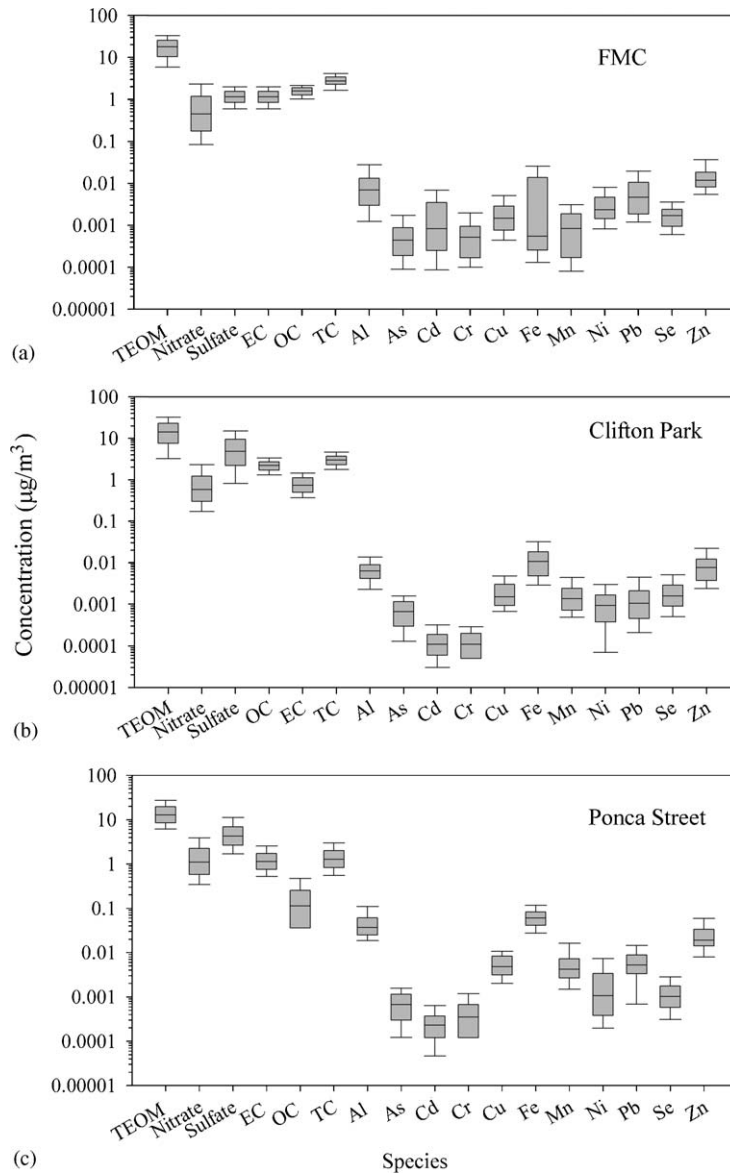 100
10
1
0.1
0.01
0.001
0.0001
0.00001
FMC
TEOM Nitrate Sulfate EC OC TC Al As Cd Cr Cu Fe Mn Ni Pb Se Zn
(a)
100
10
1
0.1
0.01
0.001
0.0001
0.00001
Clifton Park
Concentration (µg/m³)
TEOM Nitrate Sulfate OC EC TC Al As Cd Cr Cu Fe Mn Ni Pb Se Zn
(b)
100
10
1
0.1
0.01
0.001
0.0001
0.00001
Ponca Street
TEOM Nitrate Sulfate EC OC TC Al As Cd Cr Cu Fe Mn Ni Pb Se Zn
(c)
Species